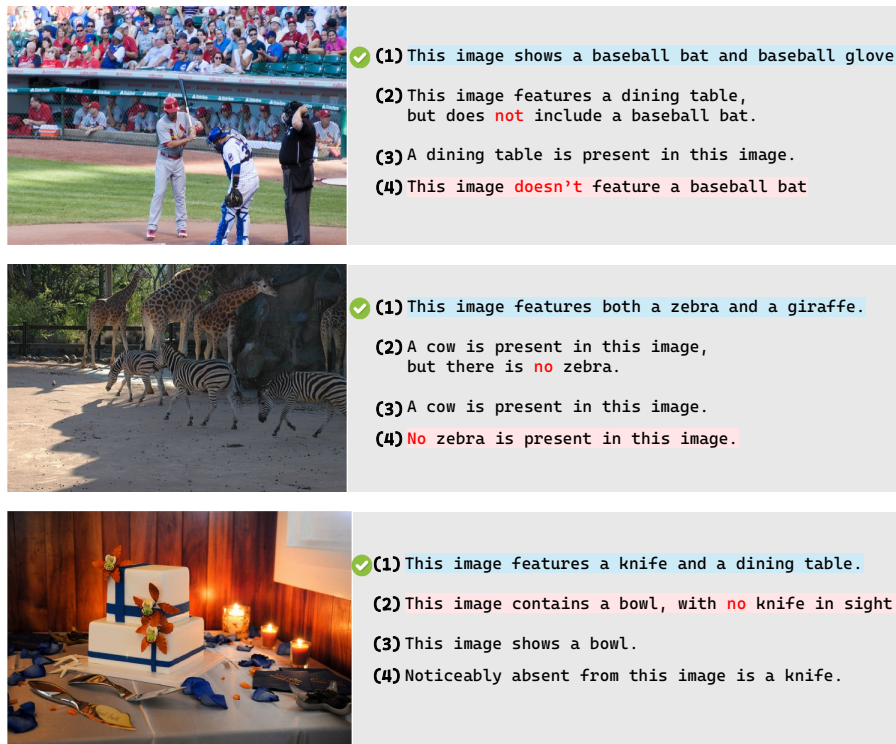 (1) This image shows a baseball bat and baseball glove
(2) This image features a dining table,
but does not include a baseball bat.
(3) A dining table is present in this image.
(4) This image doesn’t feature a baseball bat
(1) This image features both a zebra and a giraffe.
(2) A cow is present in this image,
but there is no zebra.
(3) A cow is present in this image.
(4) No zebra is present in this image.
(1) This image features a knife and a dining table.
(2) This image contains a bowl, with no knife in sight
(3) This image shows a bowl.
(4) Noticeably absent from this image is a knife.